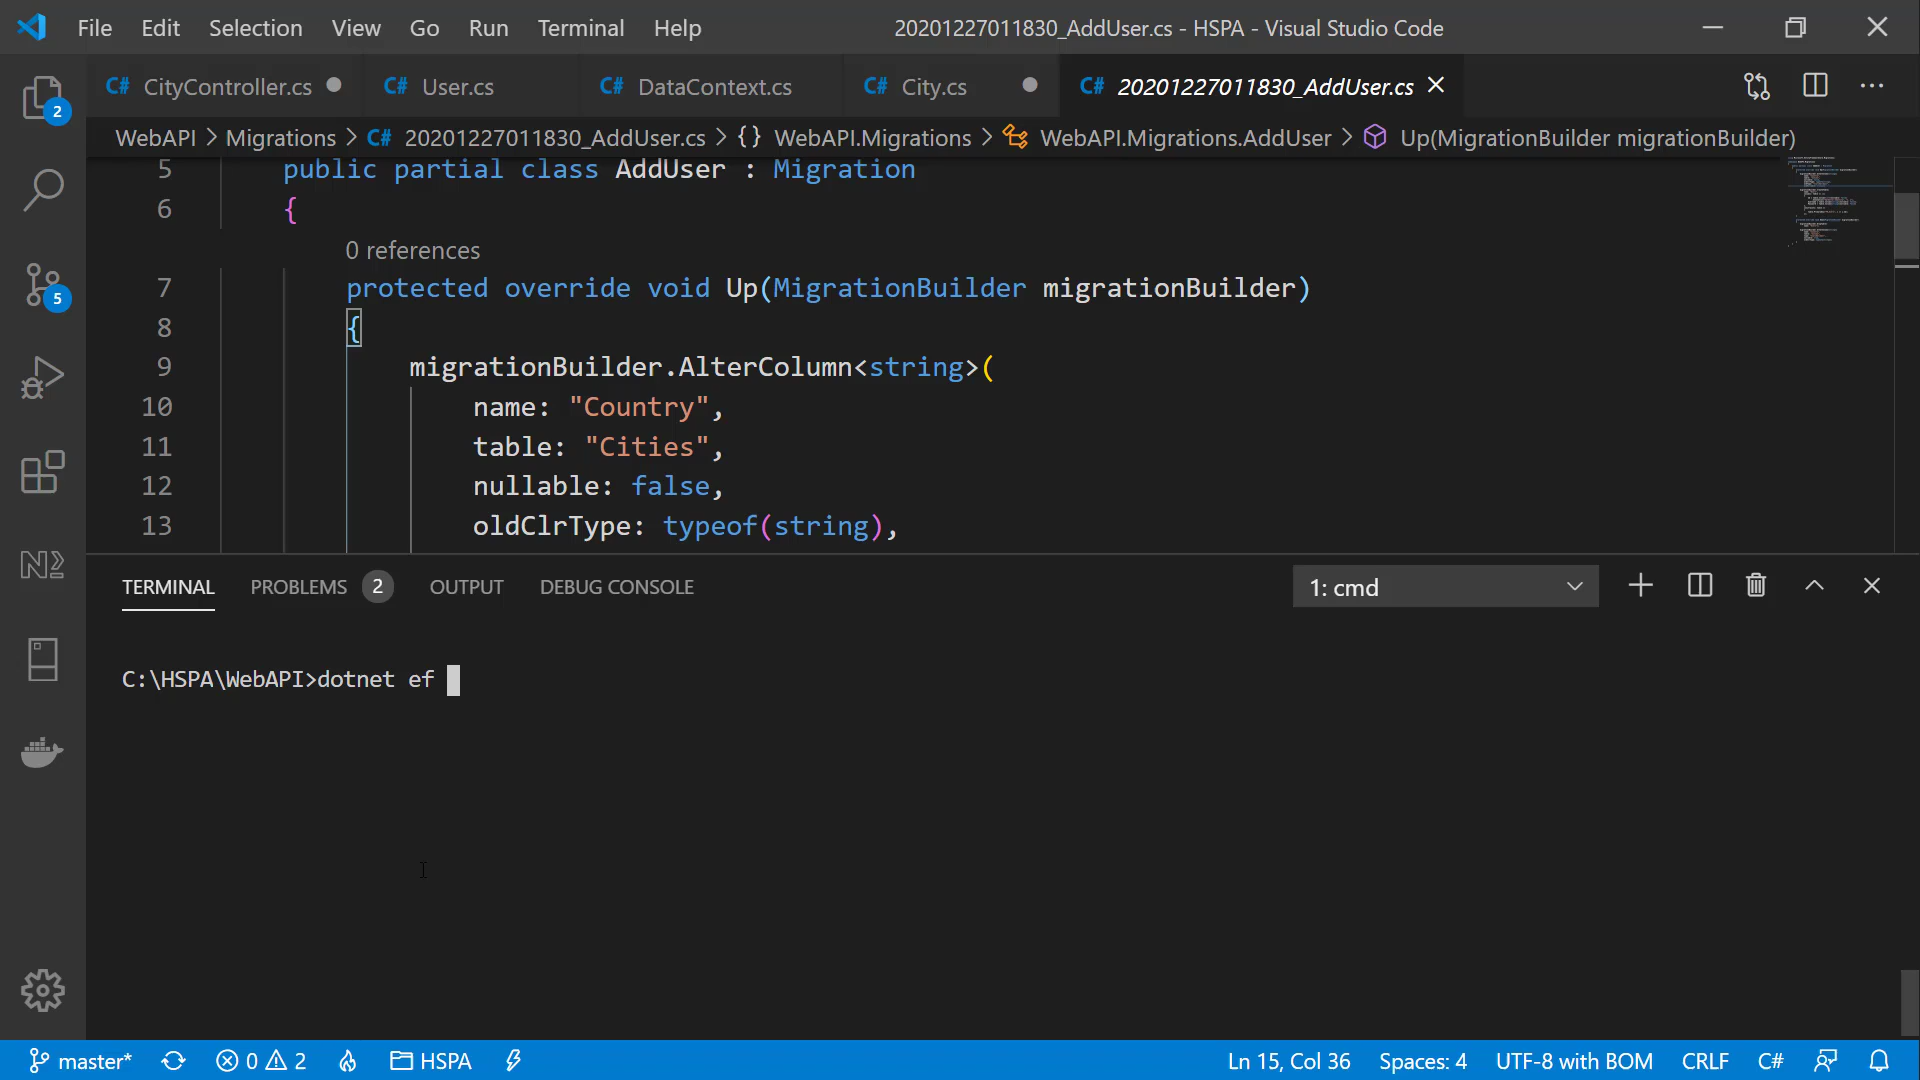 File Edit Selection View Go Run Terminal Help 20201227011830_AddUser.cs - HSPA - Visual Studio Code
C# CityController.cs C# User.cs C# DataContext.cs C# City.cs C# 20201227011830_AddUser.cs
2
WebAPI > Migrations > C# 20201227011830_AddUser.cs > {} WebAPI.Migrations > WebAPI.Migrations.AddUser > Up(MigrationBuilder migrationBuilder)
5 public partial class AddUser : Migration
6 {
0 references
7 protected override void Up(MigrationBuilder migrationBuilder)
8 {
5
9 migrationBuilder.AlterColumn<string>(
10 name: "Country",
11 table: "Cities",
12 nullable: false,
13 oldClrType: typeof(string),
TERMINAL PROBLEMS 2 OUTPUT DEBUG CONSOLE 1: cmd
C:\HSPA\WebAPI>dotnet ef
master* 0 2 HSPA Ln 15, Col 36 Spaces: 4 UTF-8 with BOM CRLF C#